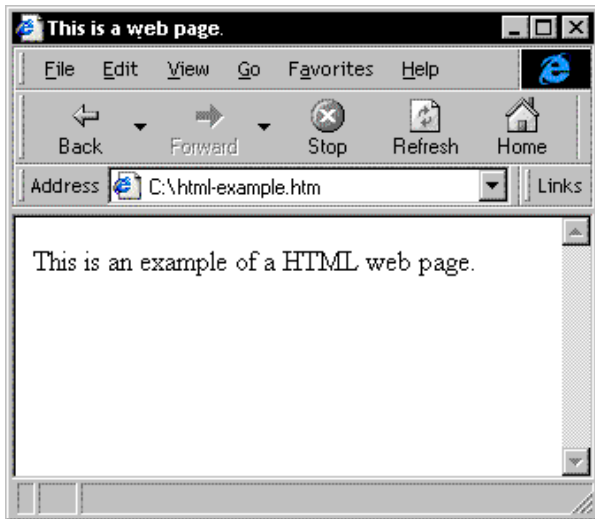 This is a web page.
File Edit View Go Favorites Help
Back Forward Stop Refresh Home
Address C:\html-example.htm Links
This is an example of a HTML web page.